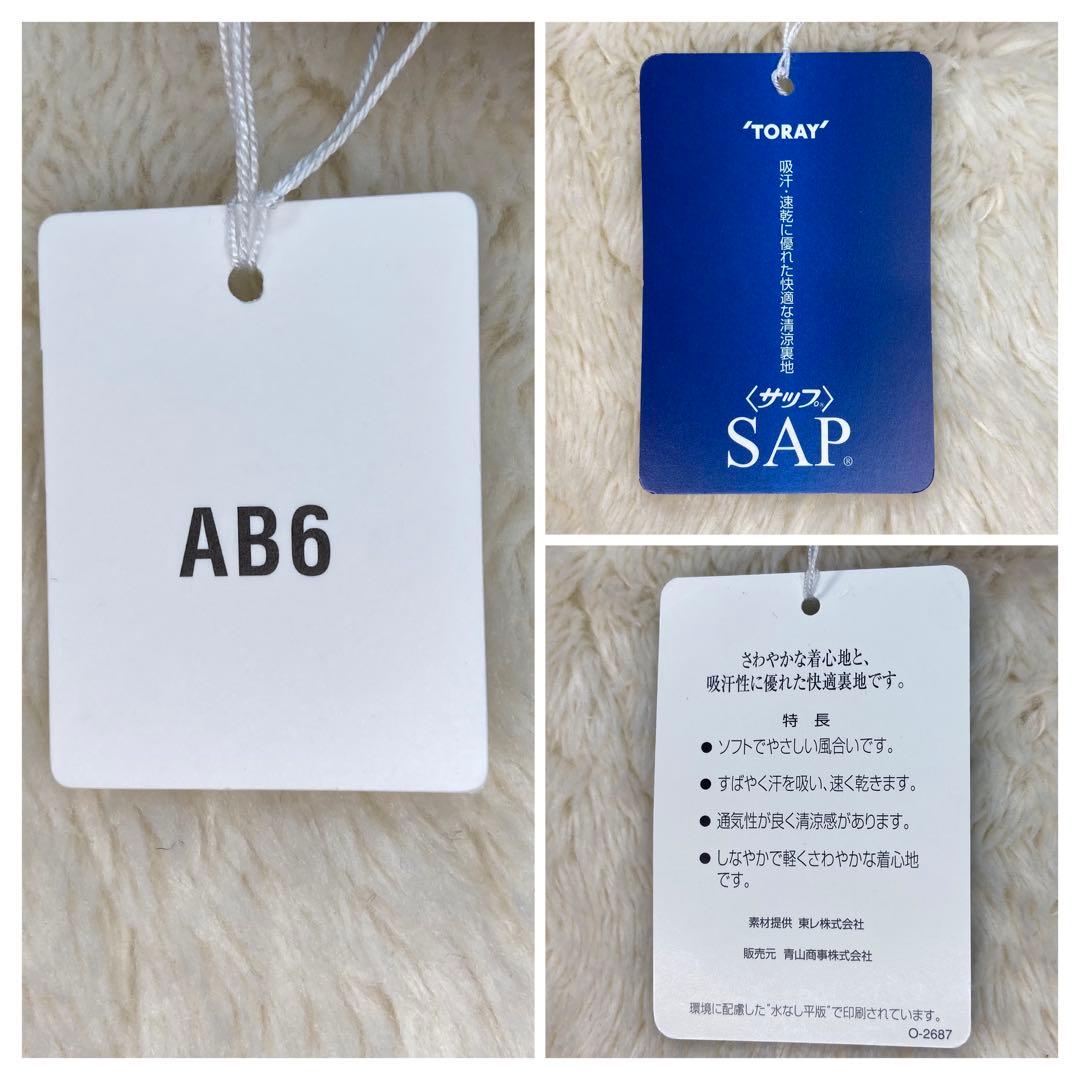 AB6
'TORAY'
吸汗・速乾に優れた快適な清涼裏地
〈サップ®〉
SAP®
さわやかな着心地と、
吸汗性に優れた快適裏地です。
特 長
● ソフトでやさしい風合いです。
● すばやく汗を吸い、速く乾きます。
● 通気性が良く清涼感があります。
● しなやかで軽くさわやかな着心地
です。
素材提供 東レ株式会社
販売元 青山商事株式会社
環境に配慮した"水なし平版"で印刷されています。
O-2687